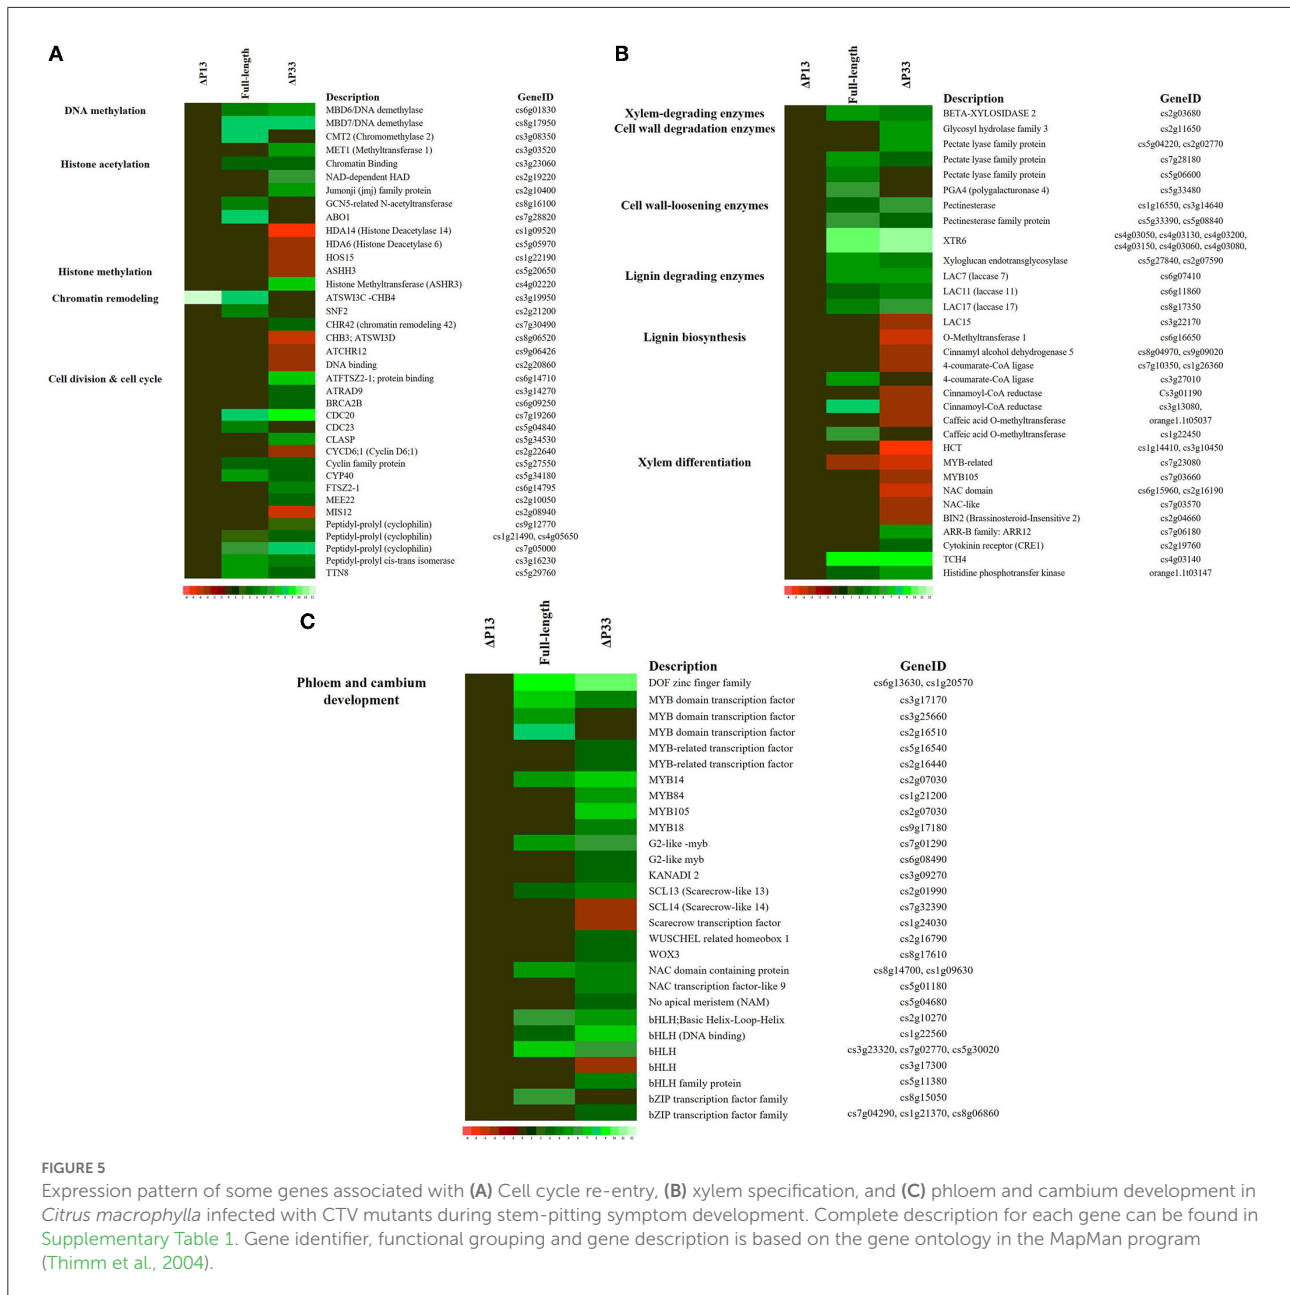 A
ΔP13
Full-length
ΔP33
Description GeneID
DNA methylation
MBD6/DNA demethylase cs6g01830
MBD7/DNA demethylase cs8g17950
CMT2 (Chromomethylase 2) cs3g08350
MET1 (Methyltransferase 1) cs3g03520
Histone acetylation
Chromatin Binding cs3g23060
NAD-dependent HAD cs2g19220
Jumonji (jmj) family protein cs2g10400
GCN5-related N-acetyltransferase cs8g16100
ABO1 cs7g28820
HDA14 (Histone Deacetylase 14) cs1g09520
HDA6 (Histone Deacetylase 6) cs5g05970
HOS15 cs1g22190
Histone methylation
ASHH3 cs5g20650
Histone Methyltransferase (ASHR3) cs4g02220
Chromatin remodeling
ATSWI3C -CHB4 cs3g19950
SNF2 cs2g21200
CHR42 (chromatin remodeling 42) cs7g30490
CHB3; ATSWI3D cs8g06520
ATCHR12 cs9g06426
DNA binding cs2g20860
Cell division & cell cycle
ATFTSZ2-1; protein binding cs6g14710
ATRAD9 cs3g14270
BRCA2B cs6g09250
CDC20 cs7g19260
CDC23 cs5g04840
CLASP cs5g34530
CYCD6;1 (Cyclin D6;1) cs2g22640
Cyclin family protein cs5g27550
CYP40 cs5g34180
FTSZ2-1 cs6g14795
MEE22 cs2g10050
MIS12 cs2g08940
Peptidyl-prolyl (cyclophilin) cs9g12770
Peptidyl-prolyl (cyclophilin) cs1g21490, cs4g05650
Peptidyl-prolyl (cyclophilin) cs7g05000
Peptidyl-prolyl cis-trans isomerase cs3g16230
TTN8 cs5g29760
B
ΔP13
Full-length
ΔP33
Description GeneID
Xylem-degrading enzymes
BETA-XYLOSIDASE 2 cs2g03680
Cell wall degradation enzymes
Glycosyl hydrolase family 3 cs2g11650
Pectate lyase family protein cs5g04220, cs2g02770
Pectate lyase family protein cs7g28180
Pectate lyase family protein cs5g06600
PGA4 (polygalacturonase 4) cs5g33480
Cell wall-loosening enzymes
Pectinesterase cs1g16550, cs3g14640
Pectinesterase family protein cs5g33390, cs5g08840
XTR6 cs4g03050, cs4g03130, cs4g03200,
cs4g03150, cs4g03060, cs4g03080,
Xyloglucan endotransglycosylase cs5g27840, cs2g07590
Lignin degrading enzymes
LAC7 (laccase 7) cs6g07410
LAC11 (laccase 11) cs6g11860
LAC17 (laccase 17) cs8g17350
LAC15 cs3g22170
Lignin biosynthesis
O-Methyltransferase 1 cs6g16650
Cinnamyl alcohol dehydrogenase 5 cs8g04970, cs9g09020
4-coumarate-CoA ligase cs7g10350, cs1g26360
4-coumarate-CoA ligase cs3g27010
Cinnamoyl-CoA reductase Cs3g01190
Cinnamoyl-CoA reductase cs3g13080,
Caffeic acid O-methyltransferase orange1.1t05037
Caffeic acid O-methyltransferase cs1g22450
HCT cs1g14410, cs3g10450
Xylem differentiation
MYB-related cs7g23080
MYB105 cs7g03660
NAC domain cs6g15960, cs2g16190
NAC-like cs7g03570
BIN2 (Brassinosteroid-Insensitive 2) cs2g04660
ARR-B family: ARR12 cs7g06180
Cytokinin receptor (CRE1) cs2g19760
TCH4 cs4g03140
Histidine phosphotransfer kinase orange1.1t03147
C
ΔP13
Full-length
ΔP33
Description GeneID
Phloem and cambium
development
DOF zinc finger family cs6g13630, cs1g20570
MYB domain transcription factor cs3g17170
MYB domain transcription factor cs3g25660
MYB domain transcription factor cs2g16510
MYB-related transcription factor cs5g16540
MYB-related transcription factor cs2g16440
MYB14 cs2g07030
MYB84 cs1g21200
MYB105 cs2g07030
MYB18 cs9g17180
G2-like -myb cs7g01290
G2-like myb cs6g08490
KANADI 2 cs3g09270
SCL13 (Scarecrow-like 13) cs2g01990
SCL14 (Scarecrow-like 14) cs7g32390
Scarecrow transcription factor cs1g24030
WUSCHEL related homeobox 1 cs2g16790
WOX3 cs8g17610
NAC domain containing protein cs8g14700, cs1g09630
NAC transcription factor-like 9 cs5g01180
No apical meristem (NAM) cs5g04680
bHLH;Basic Helix-Loop-Helix cs2g10270
bHLH (DNA binding) cs1g22560
bHLH cs3g23320, cs7g02770, cs5g30020
bHLH cs3g17300
bHLH family protein cs5g11380
bZIP transcription factor family cs8g15050
bZIP transcription factor family cs7g04290, cs1g21370, cs8g06860
FIGURE 5
Expression pattern of some genes associated with (A) Cell cycle re-entry, (B) xylem specification, and (C) phloem and cambium development in
Citrus macrophylla infected with CTV mutants during stem-pitting symptom development. Complete description for each gene can be found in
Supplementary Table 1. Gene identifier, functional grouping and gene description is based on the gene ontology in the MapMan program
(Thimm et al., 2004).